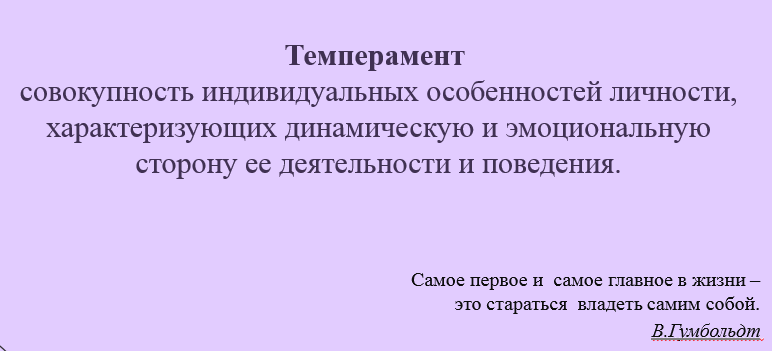 Темперамент
совокупность индивидуальных особенностей личности,
характеризующих динамическую и эмоциональную
сторону ее деятельности и поведения.
Самое первое и  самое главное в жизни –
это стараться  владеть самим собой.
В.Гумбольдт